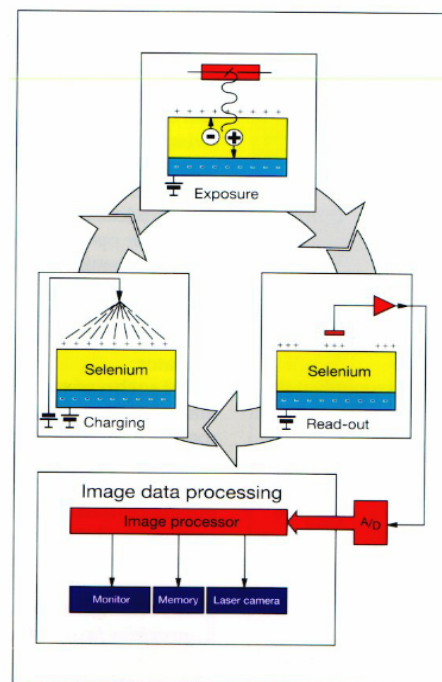 Exposure
Selenium
Charging
Selenium
Read-out
Image data processing
Image processor
A/D
Monitor
Memory
Laser camera